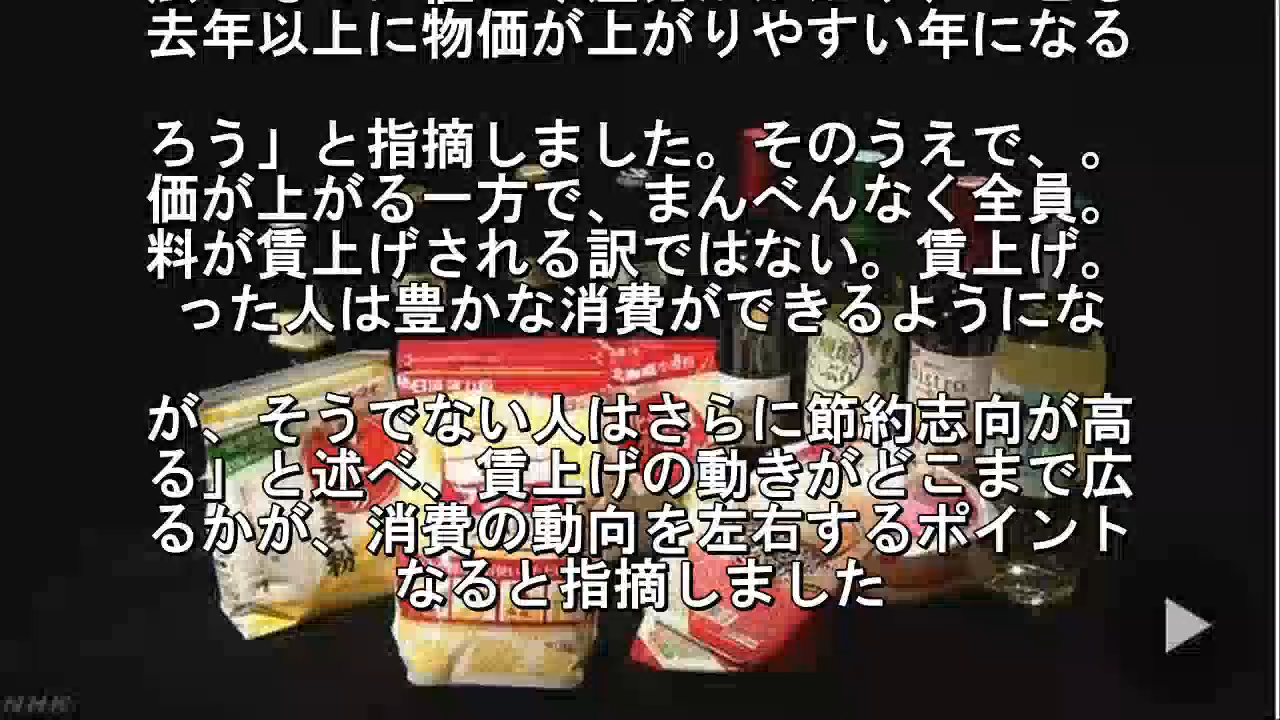 去年以上に物価が上がりやすい年になる
ろう」と指摘しました。そのうえで、。
価が上がる一方で、まんべんなく全員。
料が賃上げされる訳ではない。賃上げ。
った人は豊かな消費ができるようにな
が、そうでない人はさらに節約志向が高
る」と述べ、賃上げの動きがどこまで広
るかが、消費の動向を左右するポイント
なると指摘しました
Bistro
NHK